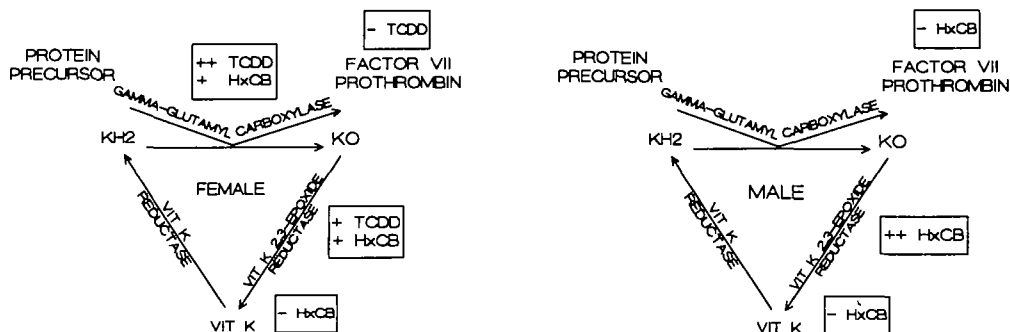 - TCDD
PROTEIN
PRECURSOR
++ TCDD
+ HxCB
FACTOR VII
PROTHROMBIN
GAMMA-GLUTAMYL CARBOXYLASE
KH2
KO
FEMALE
VIT K
REDUCTASE
VIT K 2,3-EPOXIDE
REDUCTASE
+ TCDD
+ HxCB
- HxCB
VIT K
- HxCB
PROTEIN
PRECURSOR
FACTOR VII
PROTHROMBIN
GAMMA-GLUTAMYL CARBOXYLASE
KH2
KO
MALE
VIT K
REDUCTASE
VIT K 2,3-EPOXIDE
REDUCTASE
++ HxCB
- HxCB
VIT K